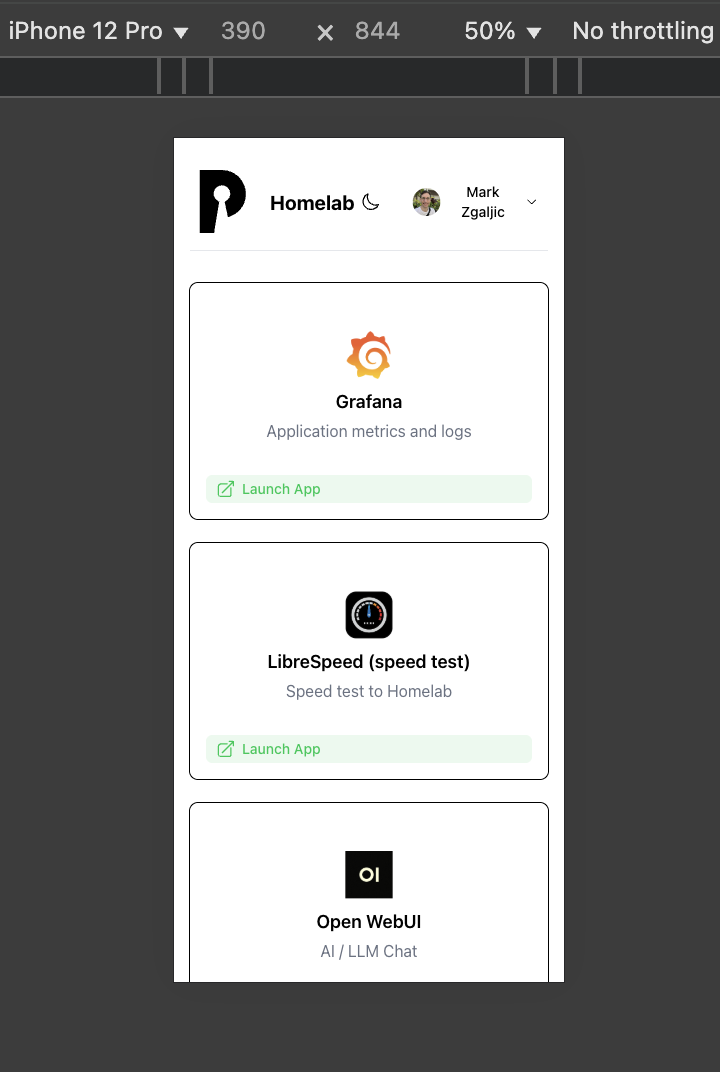 iPhone 12 Pro 390 × 844 50% No throttling
Homelab
Mark
Zgaljic
Grafana
Application metrics and logs
Launch App
LibreSpeed (speed test)
Speed test to Homelab
Launch App
OI
Open WebUI
AI / LLM Chat